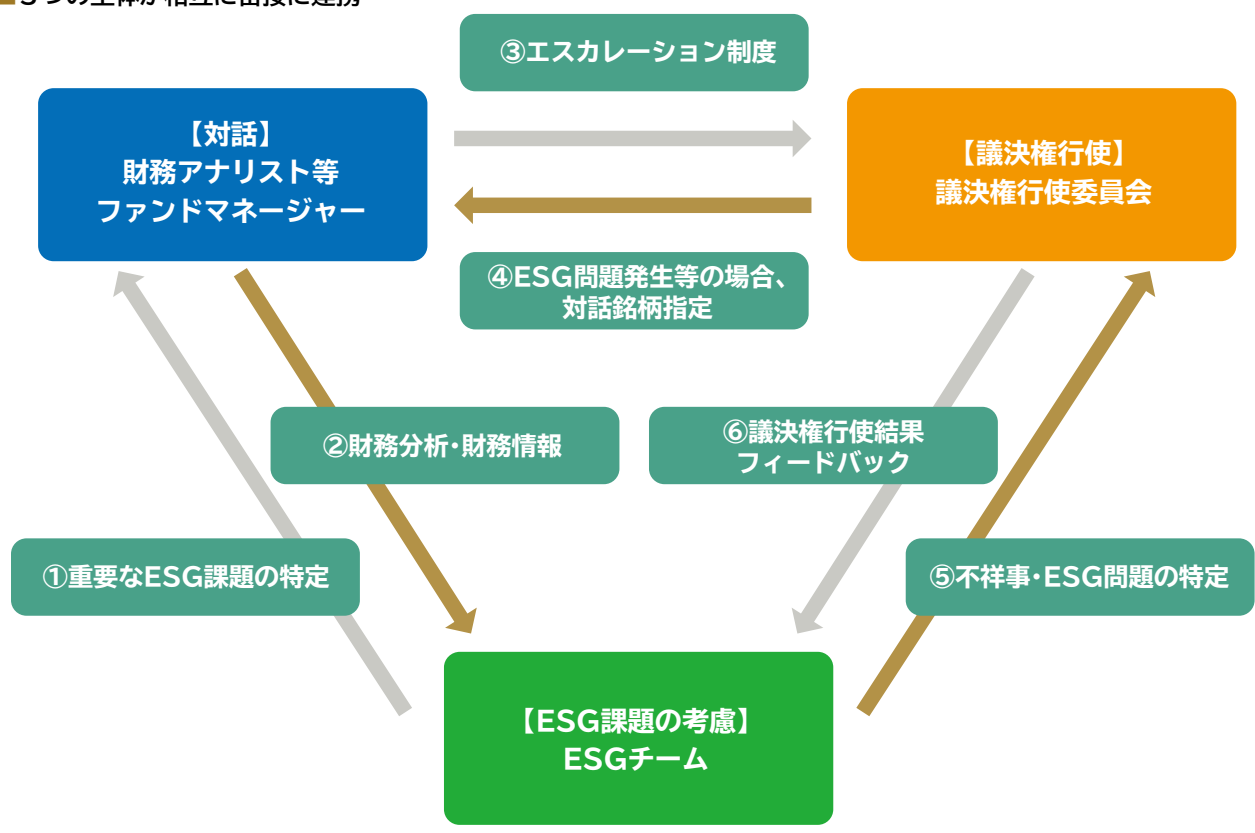 ③エスカレーション制度
【対話】
財務アナリスト等
ファンドマネージャー
【議決権行使】
議決権行使委員会
④ESG問題発生等の場合、
対話銘柄指定
②財務分析・財務情報
⑥議決権行使結果
フィードバック
①重要なESG課題の特定
⑤不祥事・ESG問題の特定
【ESG課題の考慮】
ESGチーム